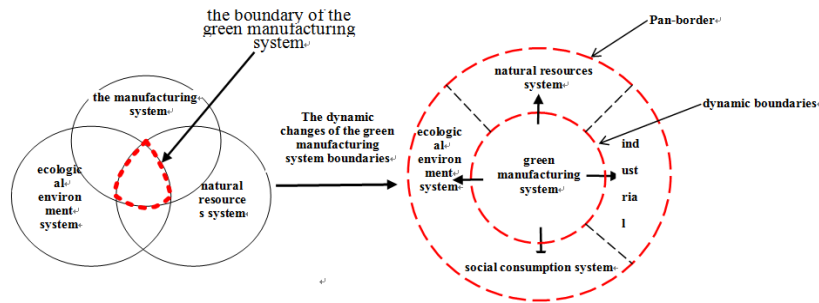 the boundary of the
green manufacturing
system
the manufacturing
system
ecologic
al
environ
ment
system
natural
resource
s system
The dynamic
changes of the green
manufacturing
system boundaries
Pan-border
natural resources
system
dynamic boundaries
ecologic
al
environ
ment
system
green
manufacturing
system
ind
ust
ria
l
social consumption system